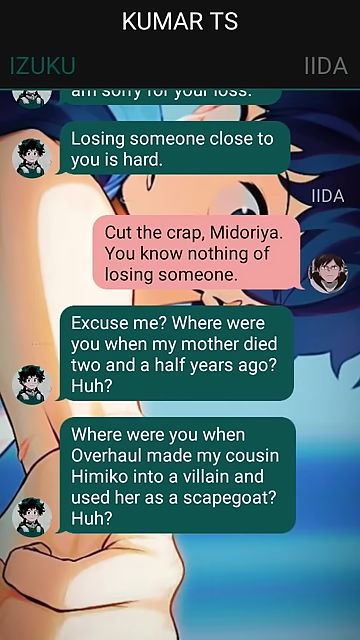 KUMAR TS
IZUKU
IIDA
am sorry for your loss.
Losing someone close to
you is hard.
IIDA
Cut the crap, Midoriya.
You know nothing of
losing someone.
Excuse me? Where were
you when my mother died
two and a half years ago?
Huh?
Where were you when
Overhaul made my cousin
Himiko into a villain and
used her as a scapegoat?
Huh?